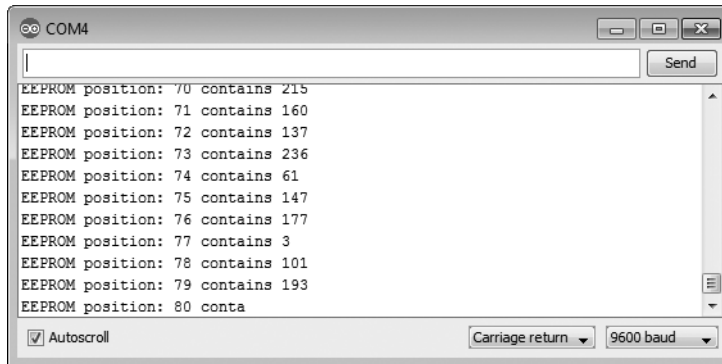 COM4
Send
EEPROM position: 70 contains 215
EEPROM position: 71 contains 160
EEPROM position: 72 contains 137
EEPROM position: 73 contains 236
EEPROM position: 74 contains 61
EEPROM position: 75 contains 147
EEPROM position: 76 contains 177
EEPROM position: 77 contains 3
EEPROM position: 78 contains 101
EEPROM position: 79 contains 193
EEPROM position: 80 conta
Autoscroll Carriage return 9600 baud